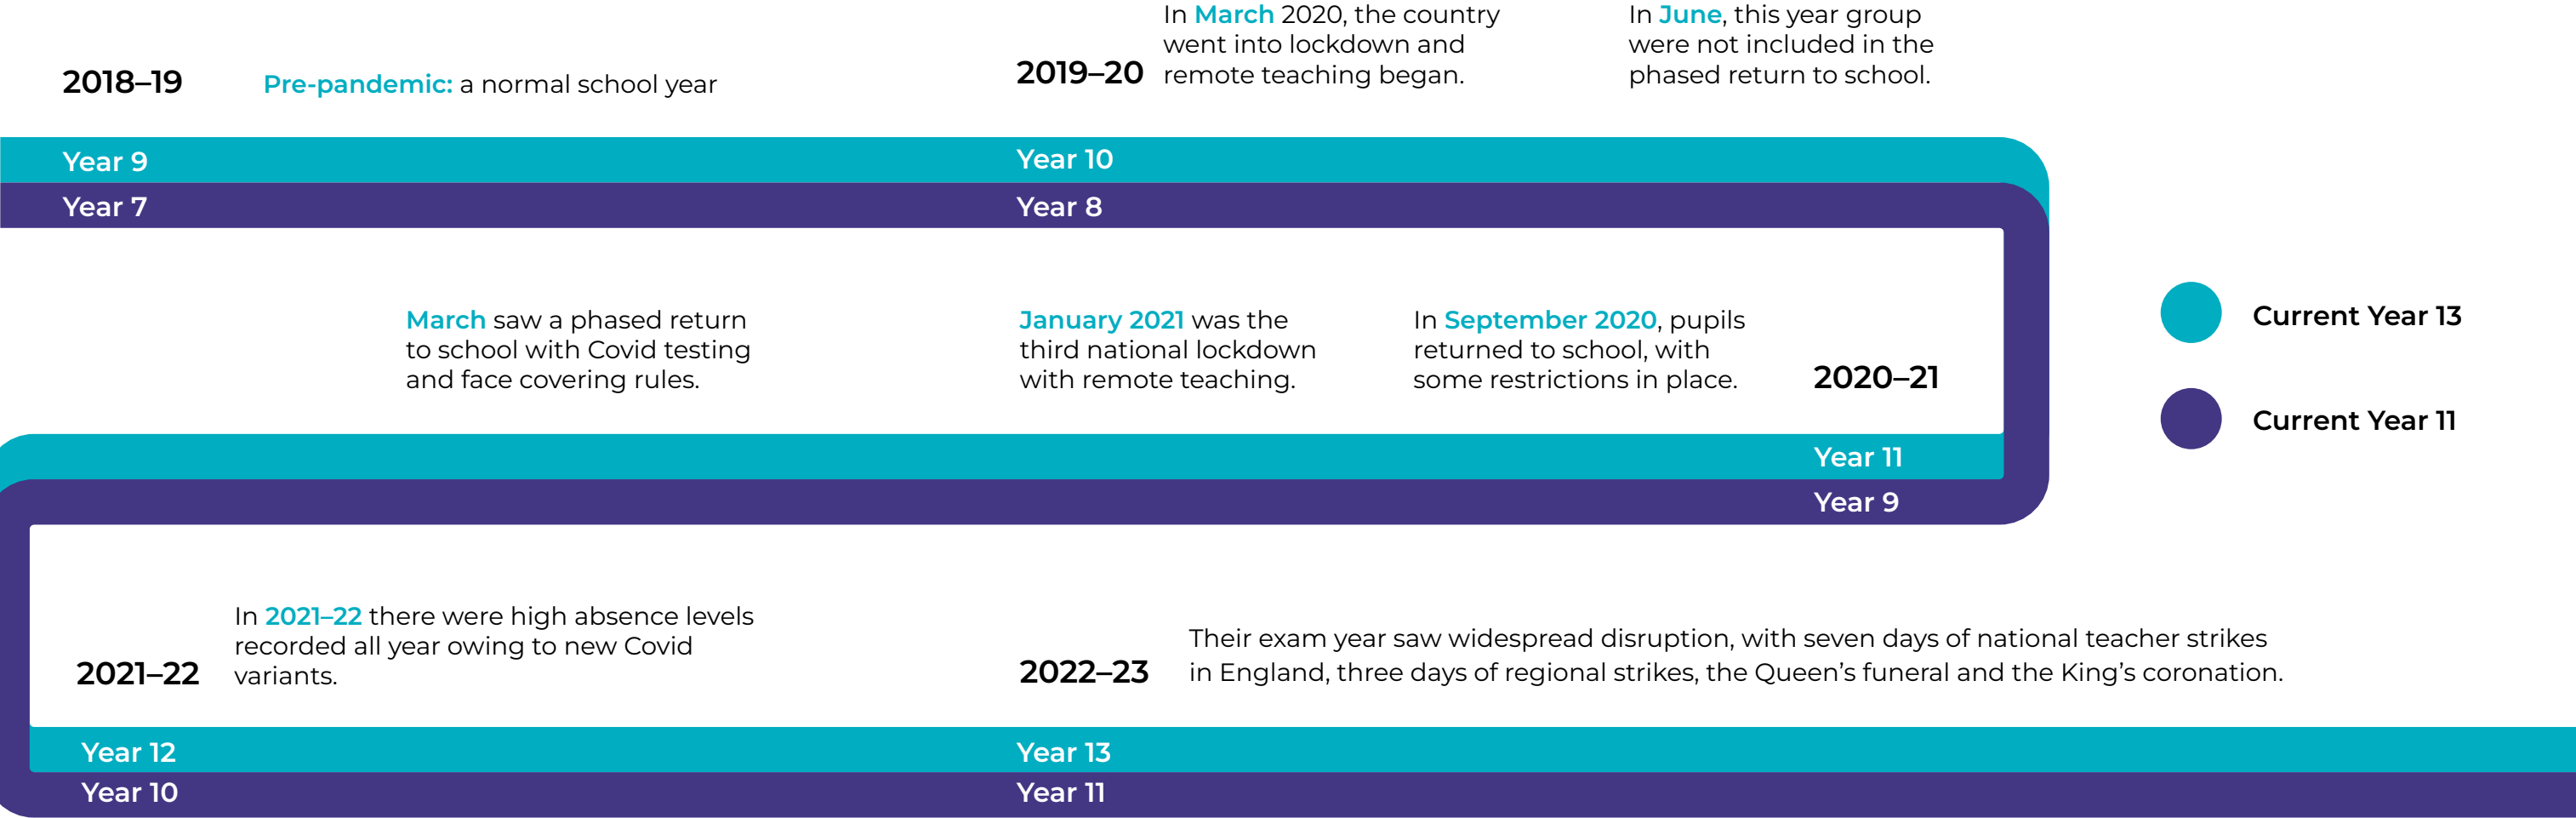 2018–19
Pre-pandemic: a normal school year
2019–20
In March 2020, the country
went into lockdown and
remote teaching began.
In June, this year group
were not included in the
phased return to school.
Year 9
Year 10
Year 7
Year 8
March saw a phased return
to school with Covid testing
and face covering rules.
January 2021 was the
third national lockdown
with remote teaching.
In September 2020, pupils
returned to school, with
some restrictions in place.
2020–21
Current Year 13
Current Year 11
Year 11
Year 9
2021–22
In 2021–22 there were high absence levels
recorded all year owing to new Covid
variants.
2022–23
Their exam year saw widespread disruption, with seven days of national teacher strikes
in England, three days of regional strikes, the Queen’s funeral and the King’s coronation.
Year 12
Year 13
Year 10
Year 11